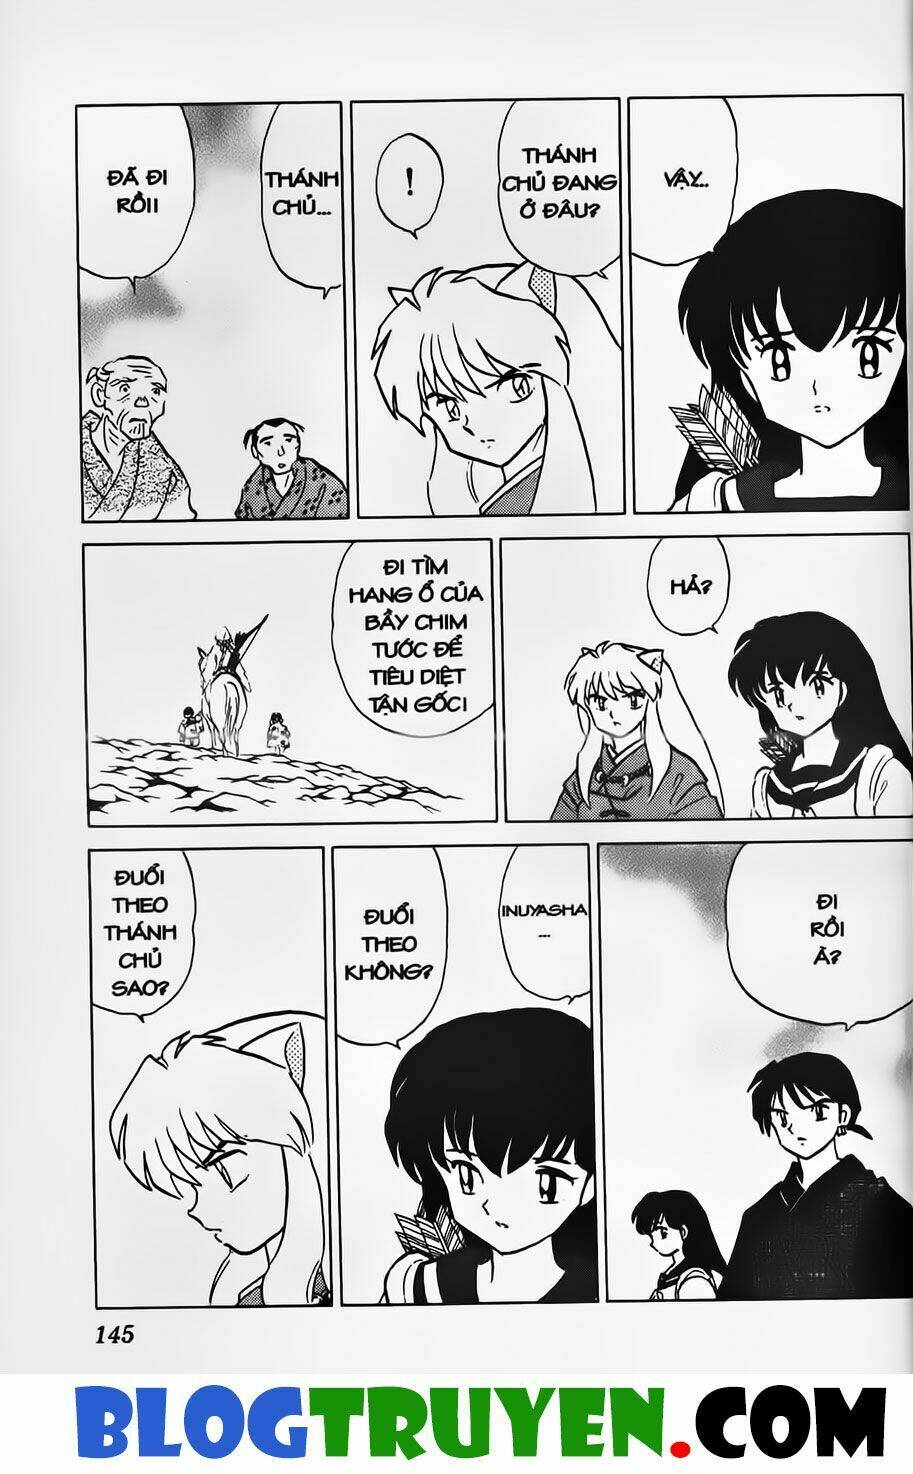 VẬY...
THÁNH
CHỦ ĐANG
Ở ĐÂU?
!
THÁNH
CHỦ...
ĐÃ ĐI
RỒI!
HẢ?
ĐI TÌM
HANG Ổ CỦA
BẦY CHIM
TƯỚC ĐỂ
TIÊU DIỆT
TẬN GỐC!
ĐI
RỒI
À?
INUYASHA
...
ĐUỔI
THEO
KHÔNG?
ĐUỔI
THEO
THÁNH
CHỦ
SAO?
145
BLOGTRUYEN.COM